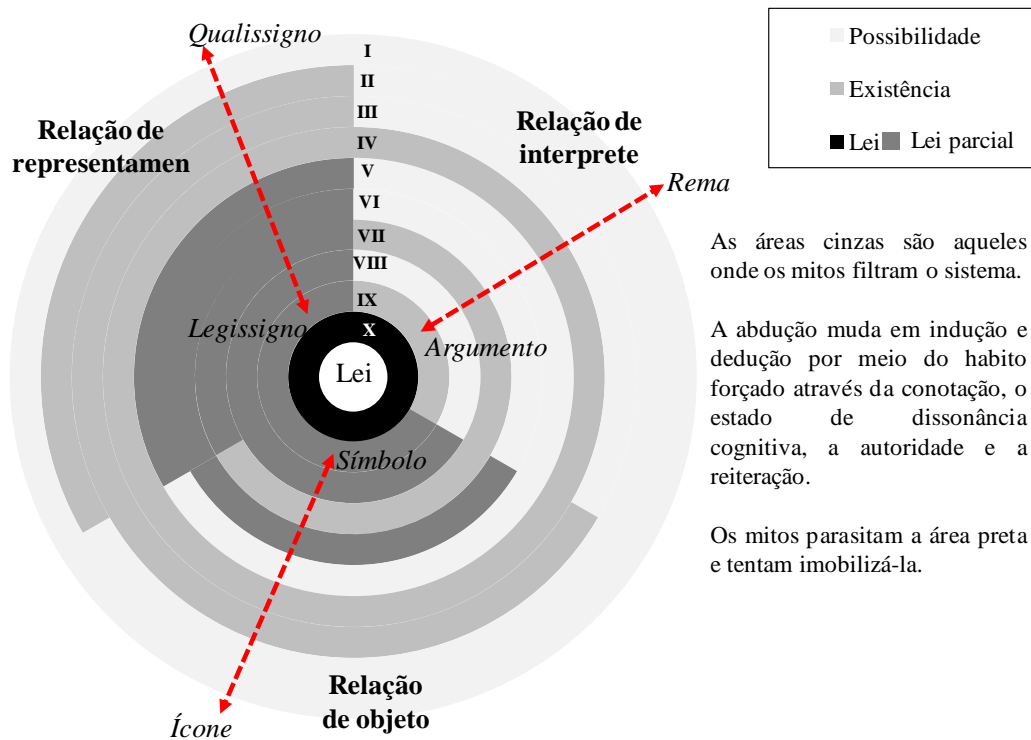 Qualissigno
I
II
III
IV
V
VI
VII
VIII
IX
X
Relação de
representamen
Relação de
interprete
Rema
Legissigno
Argumento
Lei
Símbolo
Relação
de objeto
Ícone
Possibilidade
Existência
Lei Lei parcial
As áreas cinzas são aqueles
onde os mitos filtram o sistema.
A abdução muda em indução e
dedução por meio do habito
forçado através da conotação, o
estado de dissonância
cognitiva, a autoridade e a
reiteração.
Os mitos parasitam a área preta
e tentam imobilizá-la.